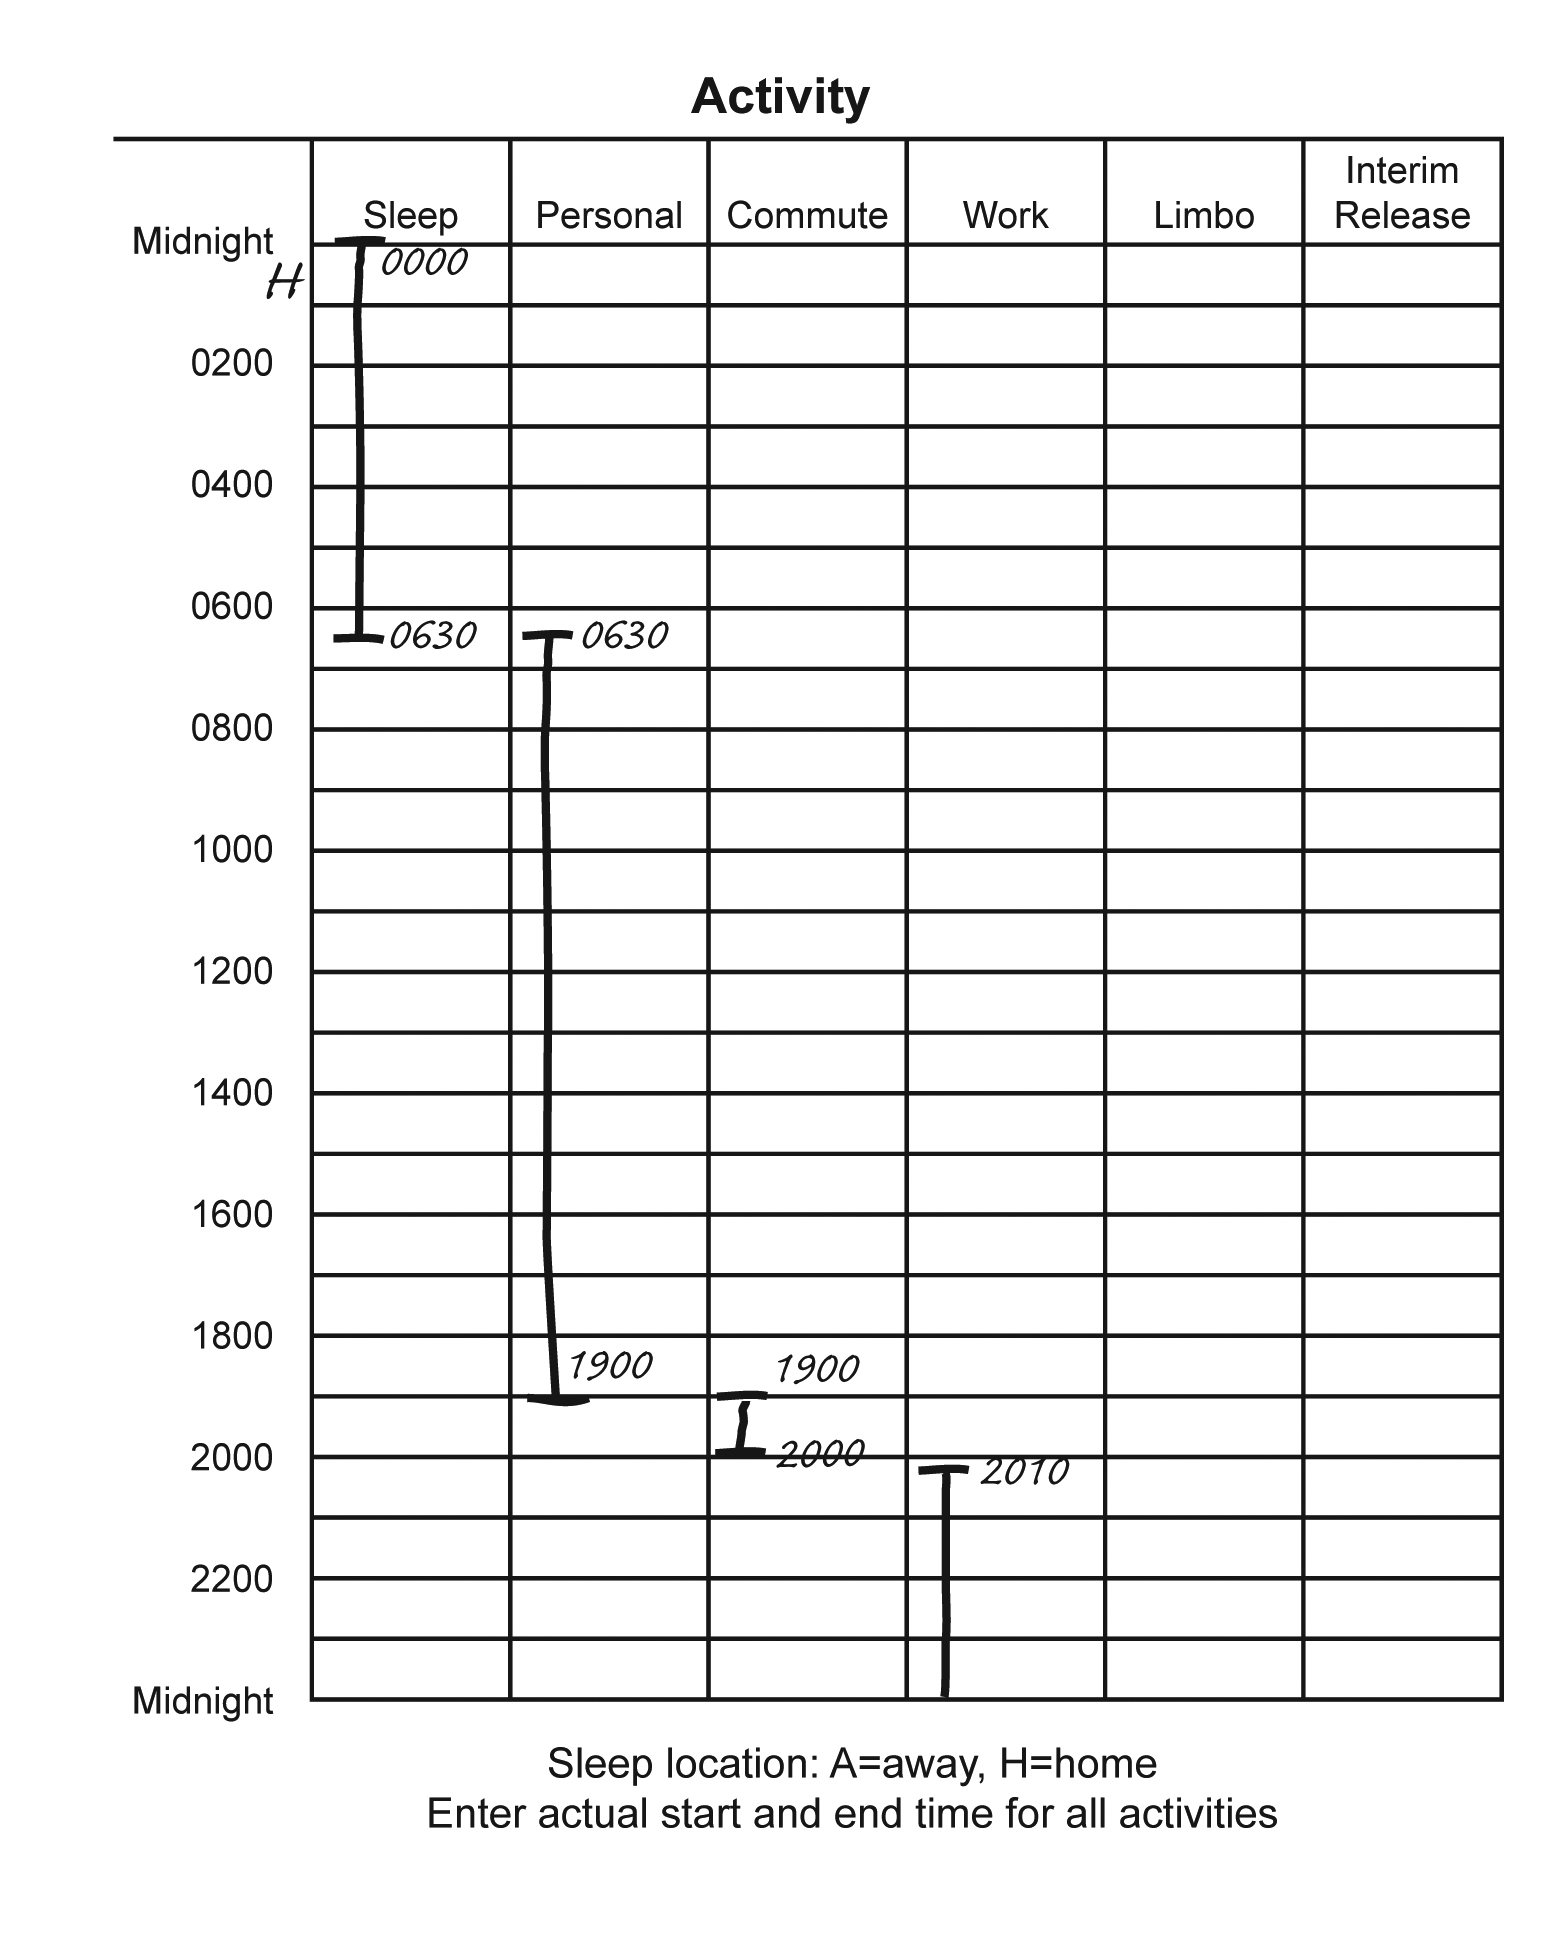 Activity
Sleep Personal Commute Work Limbo Interim Release
Midnight
H 0000
0200
0400
0600
0630 0630
0800
1000
1200
1400
1600
1800
1900 1900
2000 2000
2010
2200
Midnight
Sleep location: A=away, H=home
Enter actual start and end time for all activities